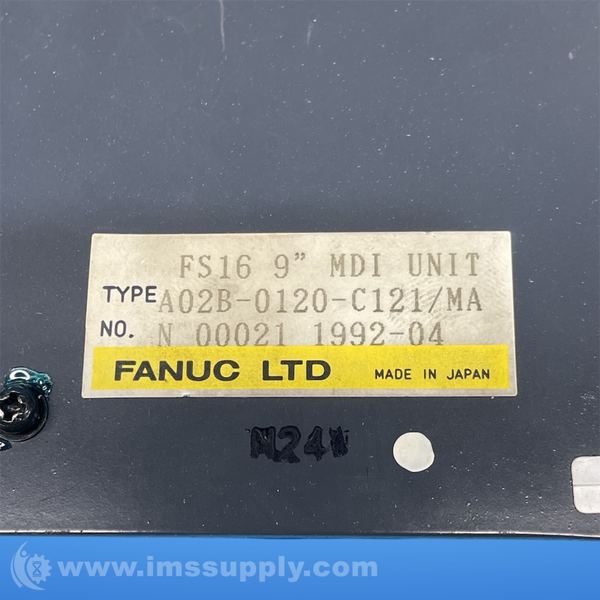 FS16 9" MDI UNIT
TYPE A02B-0120-C121/MA
NO. N 00021 1992-04
FANUC LTD MADE IN JAPAN
www.imssupply.com